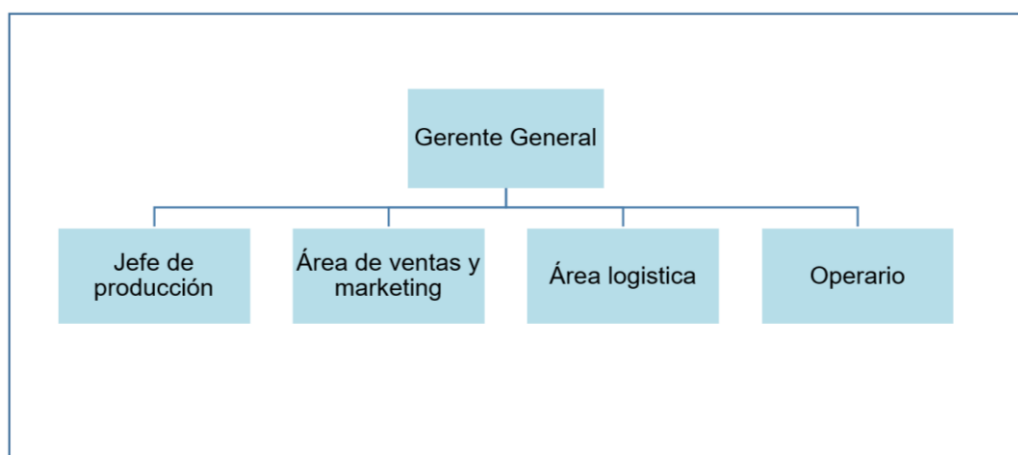 Gerente General
Jefe de
producción
Área de ventas y
marketing
Área logistica
Operario